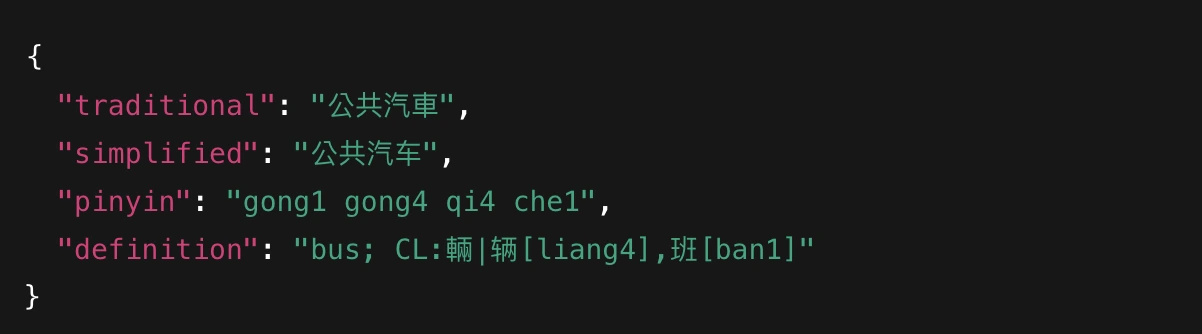 {
"traditional": "公共汽車",
"simplified": "公共汽车",
"pinyin": "gong1 gong4 qi4 che1",
"definition": "bus; CL:輛|辆[liang4],班[ban1]"
}